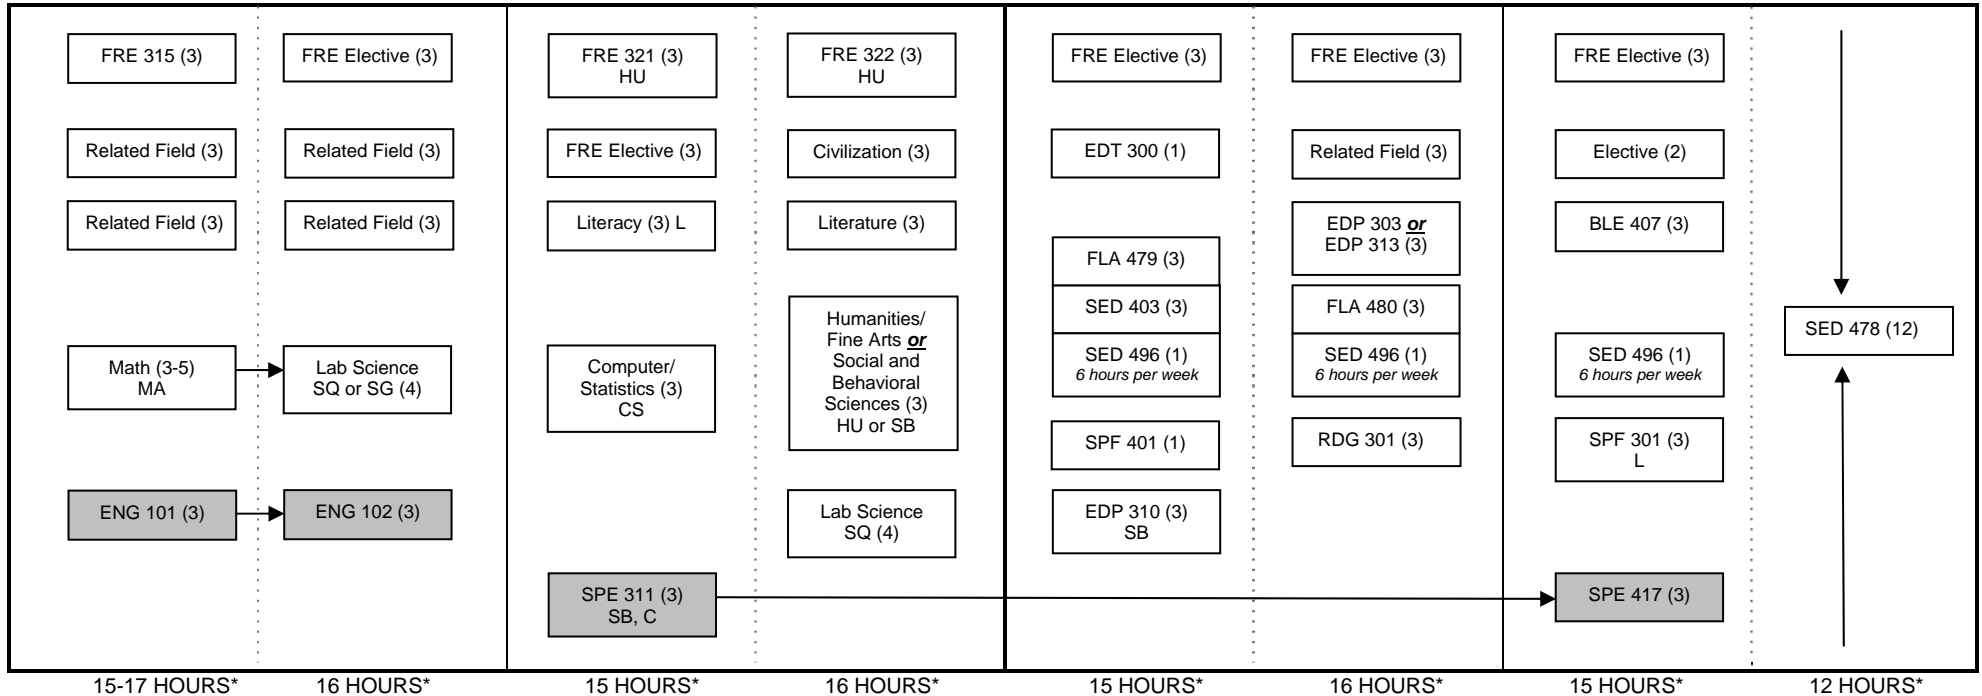 FRE 315 (3)
Related Field (3)
Related Field (3)
Math (3-5)
MA
ENG 101 (3)
15-17 HOURS*
FRE Elective (3)
Related Field (3)
Related Field (3)
Lab Science
SQ or SG (4)
ENG 102 (3)
16 HOURS*
FRE 321 (3)
HU
FRE Elective (3)
Literacy (3) L
Computer/
Statistics (3)
CS
SPE 311 (3)
SB, C
15 HOURS*
FRE 322 (3)
HU
Civilization (3)
Literature (3)
Humanities/
Fine Arts or
Social and
Behavioral
Sciences (3)
HU or SB
Lab Science
SQ (4)
16 HOURS*
FRE Elective (3)
EDT 300 (1)
FLA 479 (3)
SED 403 (3)
SED 496 (1)
6 hours per week
SPF 401 (1)
EDP 310 (3)
SB
15 HOURS*
FRE Elective (3)
Related Field (3)
EDP 303 or
EDP 313 (3)
FLA 480 (3)
SED 496 (1)
6 hours per week
RDG 301 (3)
16 HOURS*
FRE Elective (3)
Elective (2)
BLE 407 (3)
SED 496 (1)
6 hours per week
SPF 301 (3)
L
SPE 417 (3)
15 HOURS*
SED 478 (12)
12 HOURS*